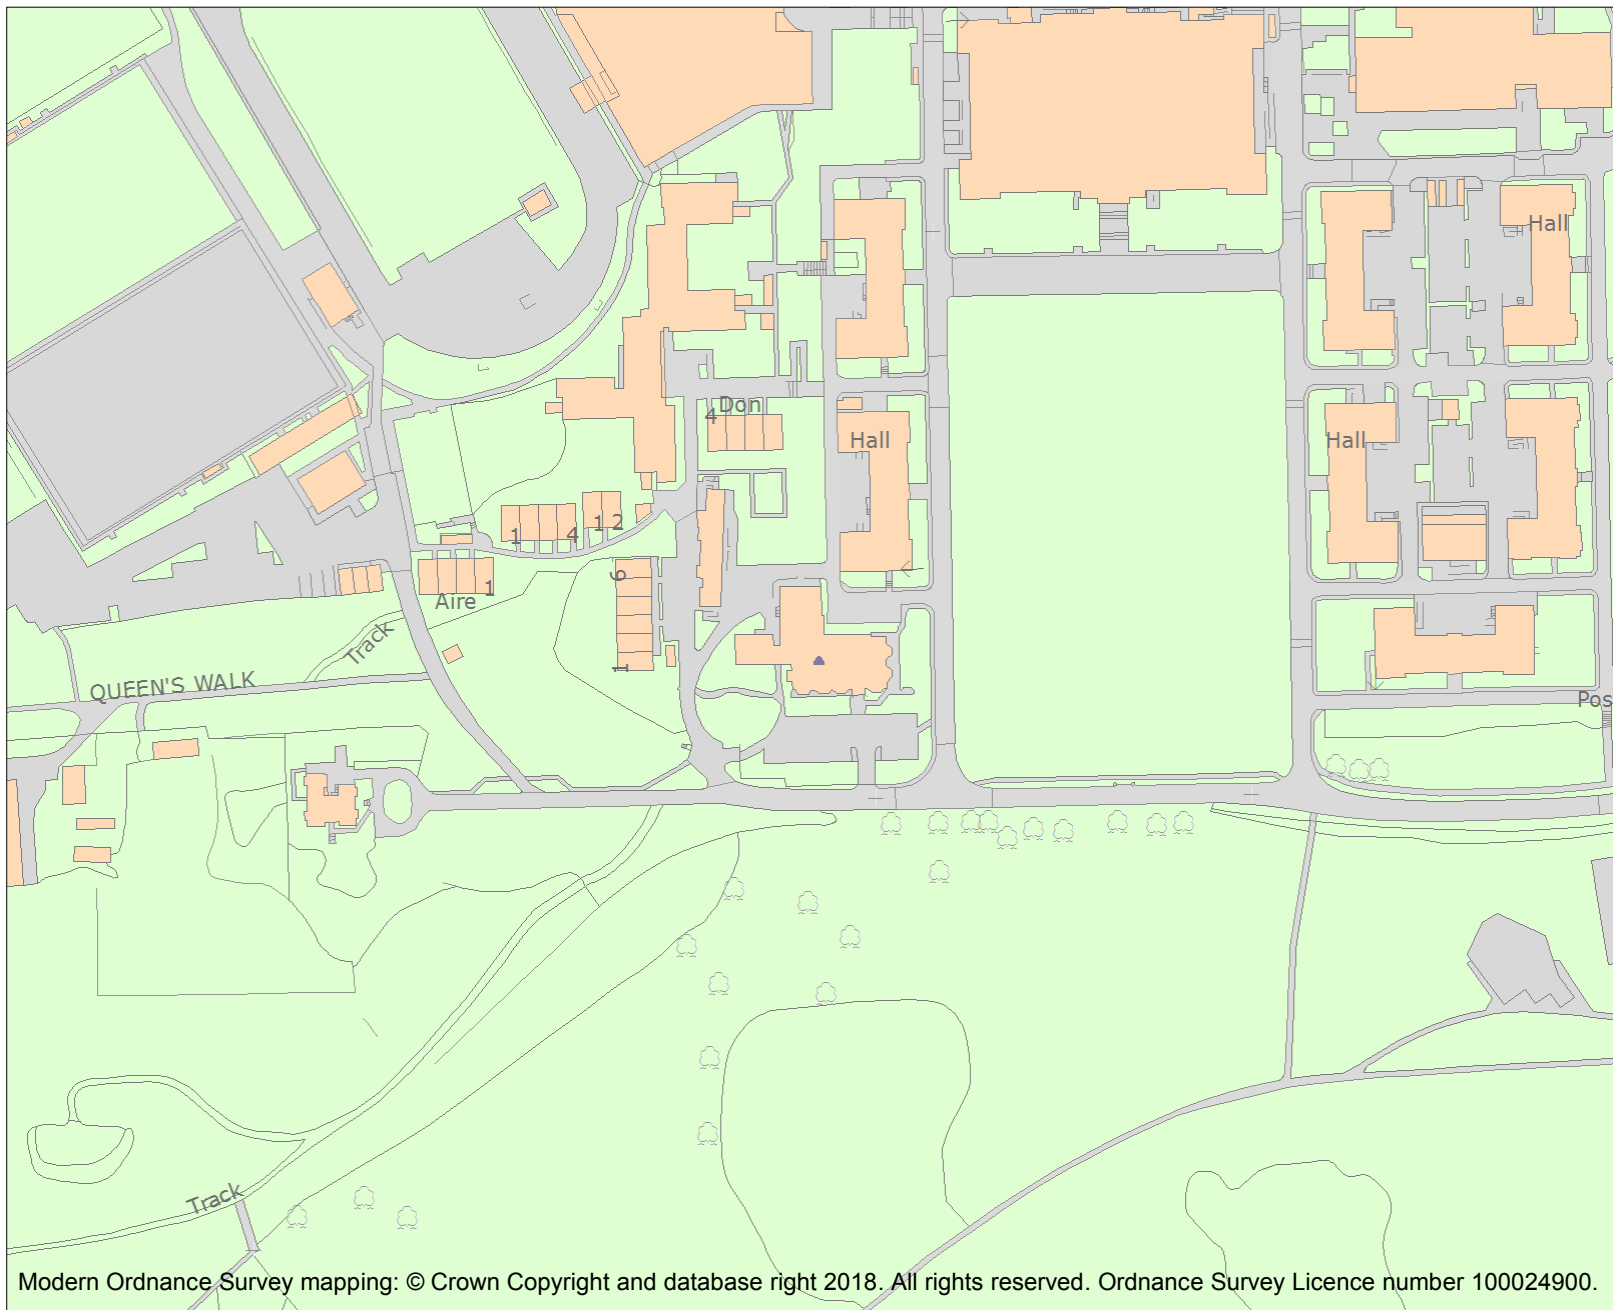 Hall
Don
4
Hall
Hall
1
4
1
2
6
1
Aire
Track
1
QUEEN'S WALK
Pos
Track
Modern Ordnance Survey mapping: © Crown Copyright and database right 2018. All rights reserved. Ordnance Survey Licence number 100024900.